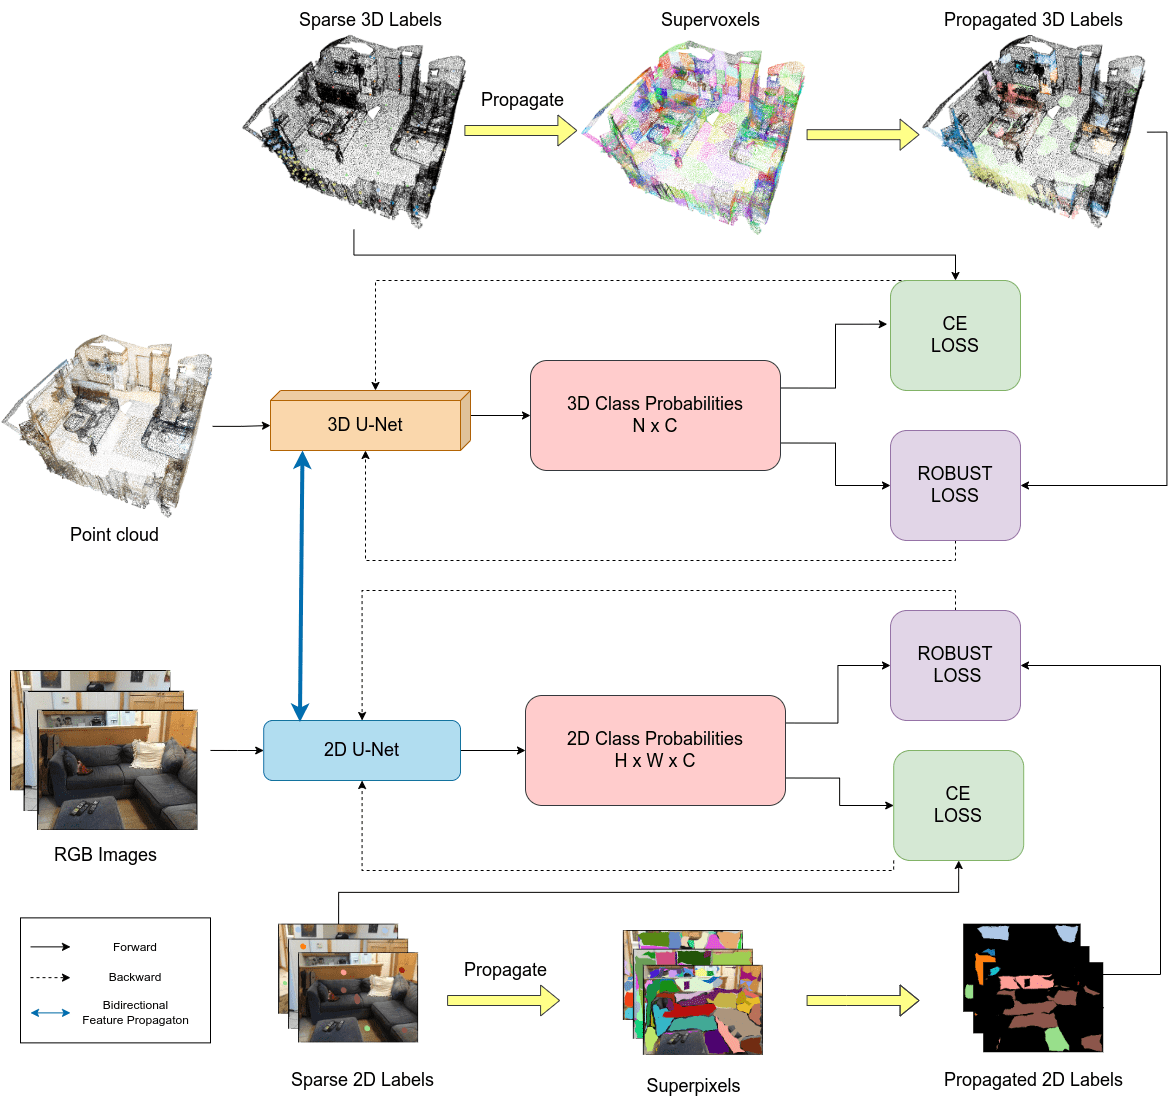 Sparse 3D Labels
Supervoxels
Propagated 3D Labels
Propagate
CE
LOSS
3D Class Probabilities
N x C
3D U-Net
ROBUST
LOSS
Point cloud
ROBUST
LOSS
2D Class Probabilities
H x W x C
2D U-Net
CE
LOSS
RGB Images
Forward
Backward
Bidirectional
Feature Propagaton
Propagate
Sparse 2D Labels
Superpixels
Propagated 2D Labels